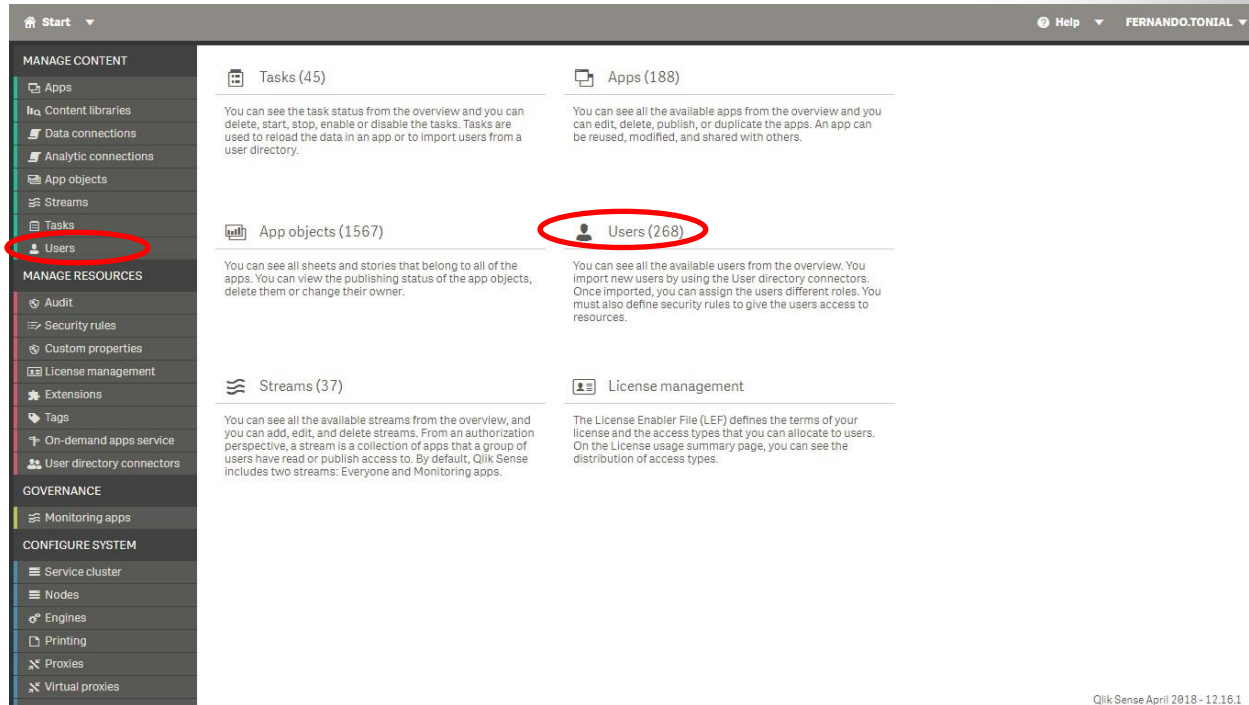 Start
Help
FERNANDO.TONIAL
MANAGE CONTENT
Apps
Content libraries
Data connections
Analytic connections
App objects
Streams
Tasks
Users
MANAGE RESOURCES
Audit
Security rules
Custom properties
License management
Extensions
Tags
On-demand apps service
User directory connectors
GOVERNANCE
Monitoring apps
CONFIGURE SYSTEM
Service cluster
Nodes
Engines
Printing
Proxies
Virtual proxies
Tasks (45)
You can see the task status from the overview and you can
delete, start, stop, enable or disable the tasks. Tasks are
used to reload the data in an app or to import users from a
user directory.
Apps (188)
You can see all the available apps from the overview and you
can edit, delete, publish, or duplicate the apps. An app can
be reused, modified, and shared with others.
App objects (1567)
You can see all sheets and stories that belong to all of the
apps. You can view the publishing status of the app objects,
delete them or change their owner.
Users (268)
You can see all the available users from the overview. You
import new users by using the User directory connectors.
Once imported, you can assign the users different roles. You
must also define security rules to give the users access to
resources.
Streams (37)
You can see all the available streams from the overview, and
you can add, edit, and delete streams. From an authorization
perspective, a stream is a collection of apps that a group of
users have read or publish access to. By default, Qlik Sense
includes two streams: Everyone and Monitoring apps.
License management
The License Enabler File (LEF) defines the terms of your
license and the access types that you can allocate to users.
On the License usage summary page, you can see the
distribution of access types.
Qlik Sense April 2018 - 12.16.1